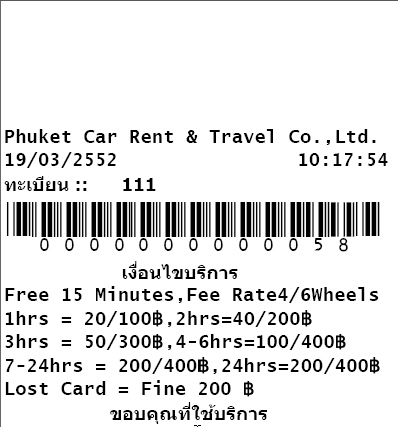 Phuket Car Rent & Travel Co.,Ltd.
19/03/2552 10:17:54
ทะเบียน :: 111
0000000000058
เงื่อนไขบริการ
Free 15 Minutes,Fee Rate4/6Wheels
1hrs = 20/100฿,2hrs=40/200฿
3hrs = 50/300฿,4-6hrs=100/400฿
7-24hrs = 200/400฿,24hrs=200/400฿
Lost Card = Fine 200 ฿
ขอบคุณที่ใช้บริการ